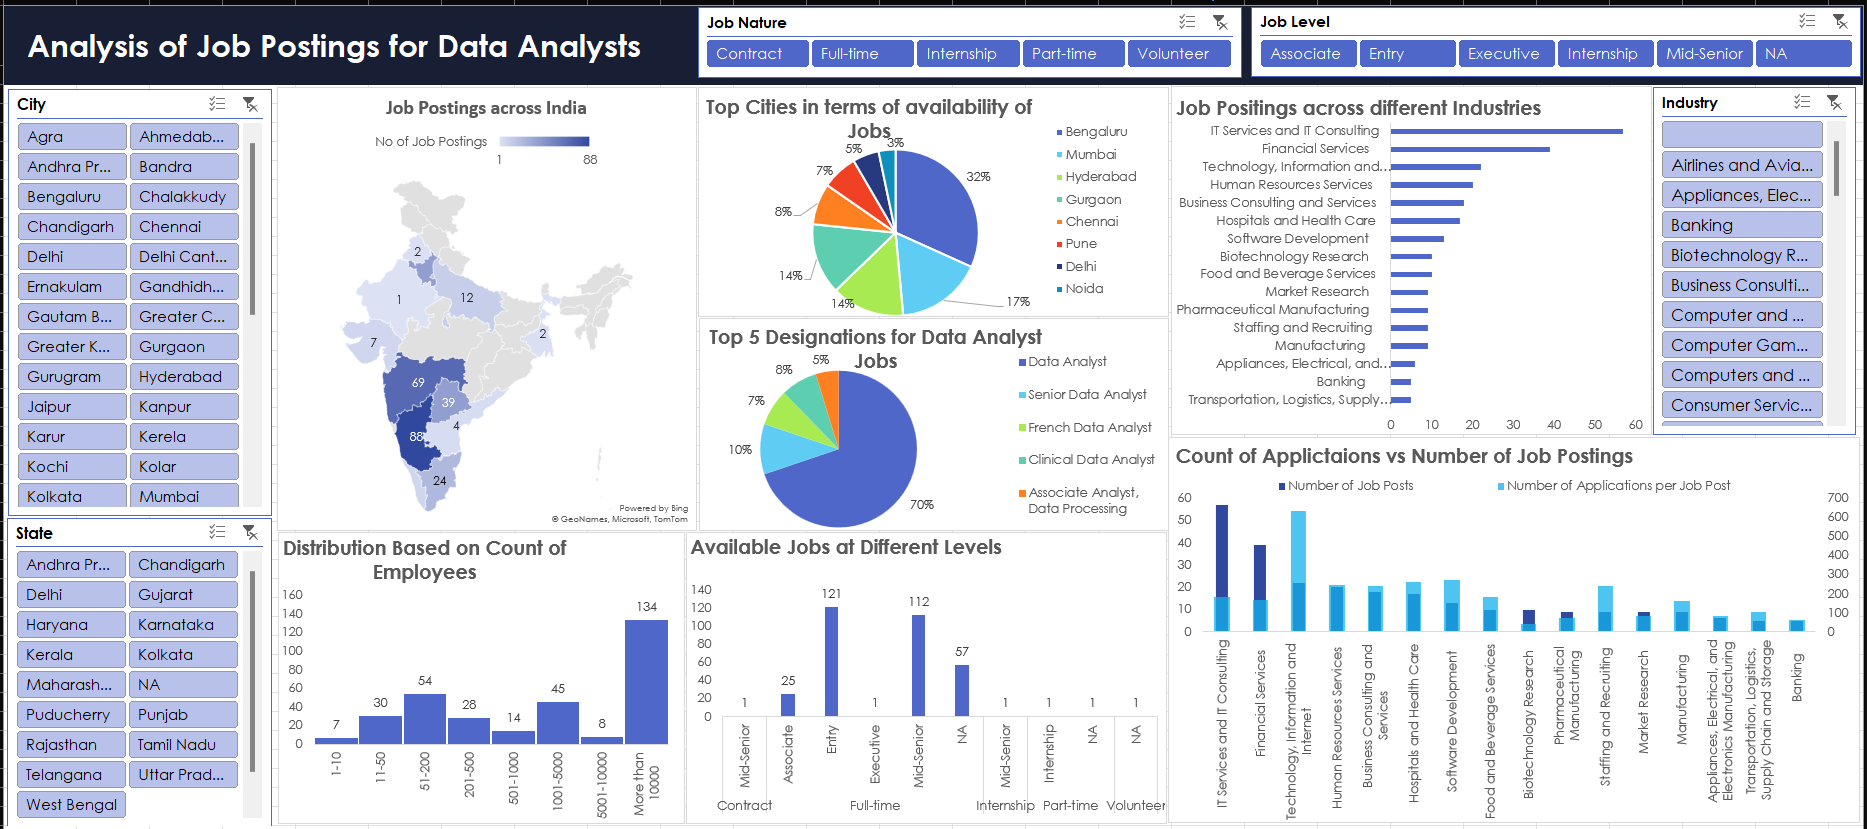 Analysis of Job Postings for Data Analysts
Job Nature
Contract
Full-time
Internship
Part-time
Volunteer
Job Level
Associate
Entry
Executive
Internship
Mid-Senior
NA
City
Agra
Ahmedab...
Andhra Pr...
Bandra
Bengaluru
Chalakkudy
Chandigarh
Chennai
Delhi
Delhi Cant...
Ernakulam
Gandhidh...
Gautam B...
Greater C...
Greater K...
Gurgaon
Gurugram
Hyderabad
Jaipur
Kanpur
Karur
Kerela
Kochi
Kolar
Kolkata
Mumbai
State
Andhra Pr...
Chandigarh
Delhi
Gujarat
Haryana
Karnataka
Kerala
Kolkata
Maharash...
NA
Puducherry
Punjab
Rajasthan
Tamil Nadu
Telangana
Uttar Prad...
West Bengal
Job Postings across India
No of Job Postings
1
88
2
1
12
7
2
69
39
88
4
24
Powered by Bing
© GeoNames, Microsoft, TomTom
Top Cities in terms of availability of
Jobs
32%
17%
14%
14%
8%
7%
5%
3%
Bengaluru
Mumbai
Hyderabad
Gurgaon
Chennai
Pune
Delhi
Noida
Top 5 Designations for Data Analyst
Jobs
70%
10%
7%
8%
5%
Data Analyst
Senior Data Analyst
French Data Analyst
Clinical Data Analyst
Associate Analyst,
Data Processing
Job Positings across different Industries
IT Services and IT Consulting
Financial Services
Technology, Information and...
Human Resources Services
Business Consulting and Services
Hospitals and Health Care
Software Development
Biotechnology Research
Food and Beverage Services
Market Research
Pharmaceutical Manufacturing
Staffing and Recruiting
Manufacturing
Appliances, Electrical, and...
Banking
Transportation, Logistics, Supply...
0 10 20 30 40 50 60
Industry
Airlines and Avia...
Appliances, Elec...
Banking
Biotechnology R...
Business Consulti...
Computer and ...
Computer Gam...
Computers and ...
Consumer Servic...
Distribution Based on Count of
Employees
160
140
120
100
80
60
40
20
0
7
30
54
28
14
45
8
134
1-10
11-50
51-200
201-500
501-1000
1001-5000
5001-10000
More than
10000
Available Jobs at Different Levels
140
120
100
80
60
40
20
0
1
25
121
1
112
57
1
1
1
1
Mid-Senior
Associate
Entry
Executive
Mid-Senior
NA
Mid-Senior
Internship
NA
NA
Contract
Full-time
Internship
Part-time
Volunteer
Count of Applictaions vs Number of Job Postings
Number of Job Posts
Number of Applications per Job Post
60
50
40
30
20
10
0
700
600
500
400
300
200
100
0
IT Services and IT Consulting
Financial Services
Technology, Information and
Internet
Human Resources Services
Business Consulting and
Services
Hospitals and Health Care
Software Development
Food and Beverage Services
Biotechnology Research
Pharmaceutical
Manufacturing
Staffing and Recruiting
Market Research
Manufacturing
Appliances, Electrical, and
Electronics Manufacturing
Transportation, Logistics,
Supply Chain and Storage
Banking